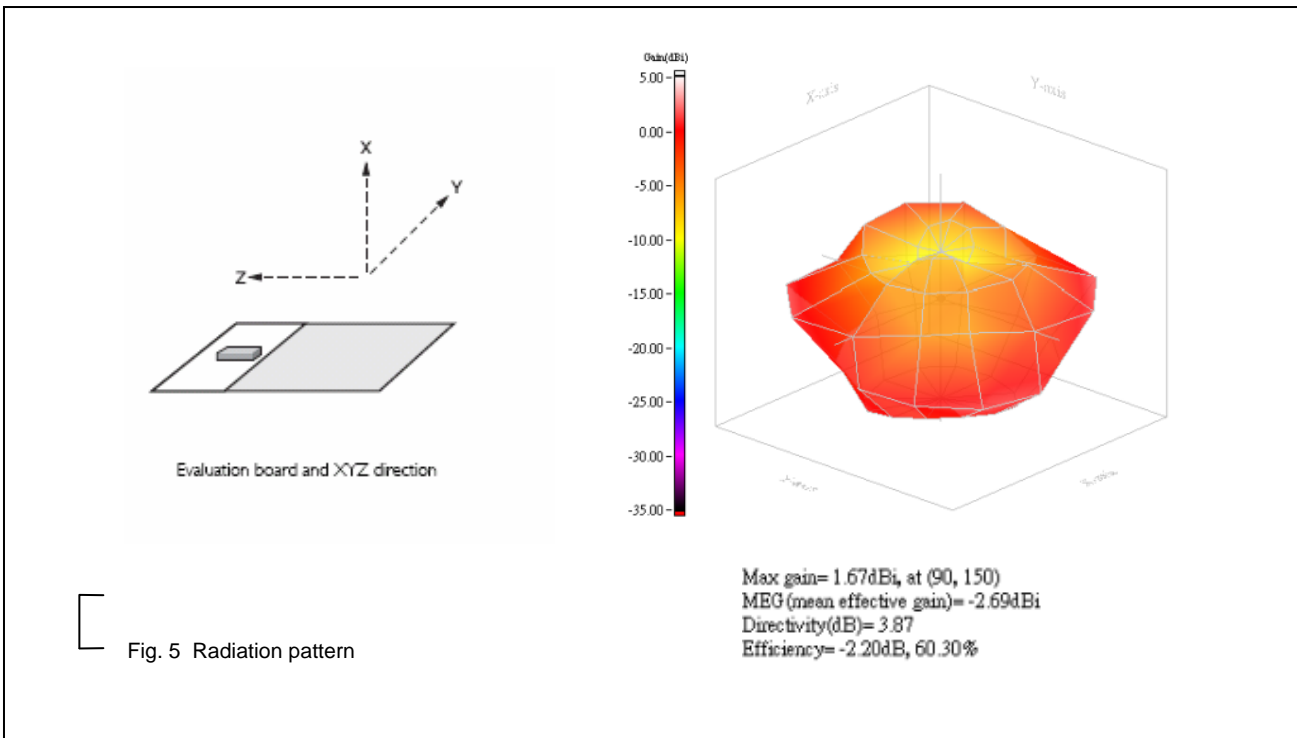 X
Y
Z
Evaluation board and XYZ direction
Gain(dBi)
5.00
0.00
-5.00
-10.00
-15.00
-20.00
-25.00
-30.00
-35.00
X-axis
Y-axis
Max gain= 1.67dBi, at (90, 150)
MEG(mean effective gain)= -2.69dBi
Directivity(dB)= 3.87
Efficiency= -2.20dB, 60.30%
Fig. 5 Radiation pattern